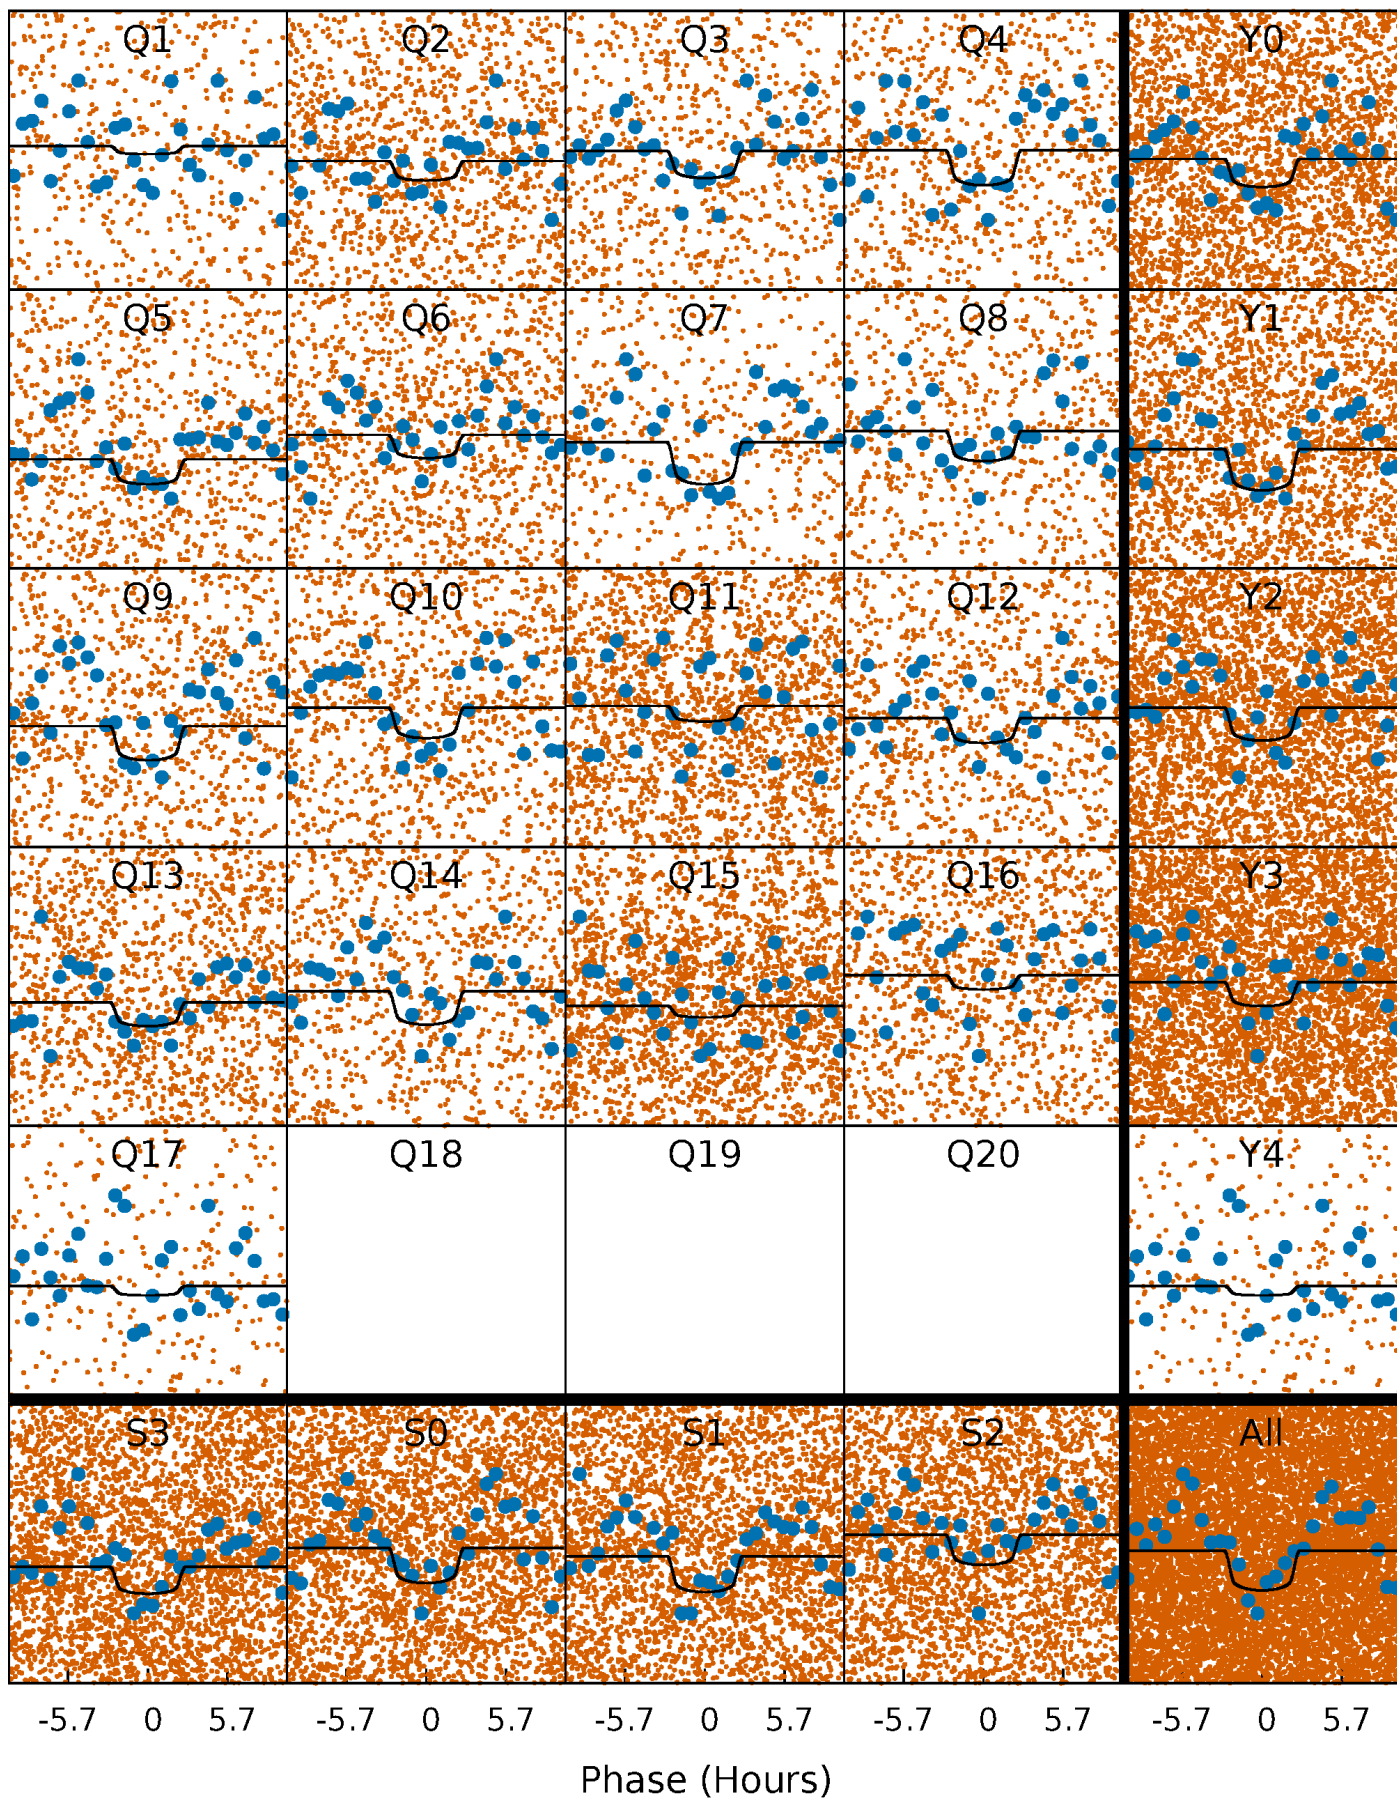 Q1 Q2 Q3 Q4 Y0
Q5 Q6 Q7 Q8 Y1
Q9 Q10 Q11 Q12 Y2
Q13 Q14 Q15 Q16 Y3
Q17 Q18 Q19 Q20 Y4
S3 S0 S1 S2 All
-5.7 0 5.7 -5.7 0 5.7 -5.7 0 5.7 -5.7 0 5.7 -5.7 0 5.7
Phase (Hours)